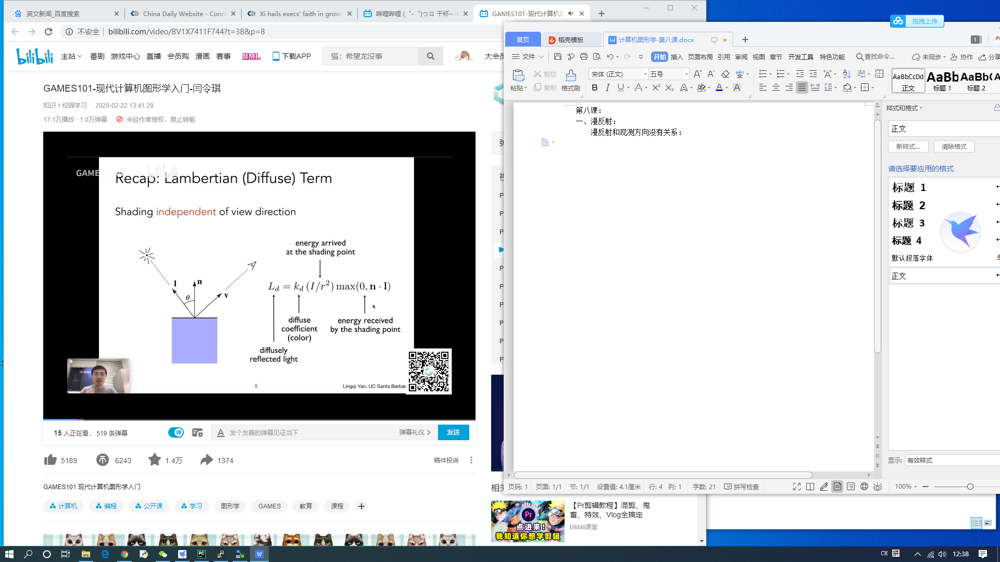 英文新闻_百度搜索
China Daily Website - Conn
Xi hails execs' faith in growt
哔哩哔哩 ( ゜- ゜)つロ 干杯~-b
GAMES101-现代计算机图
不安全
bilibili.com/video/BV1X7411F744?t=38&p=8
bilibili
主站
番剧
游戏中心
直播
会员购
漫画
赛事
BML
下载APP
猫：希望龙没事
大会员
GAMES101-现代计算机图形学入门-闫令琪
知识 > 校园学习 2020-02-22 13:41:29
17.1万播放 · 1.0万弹幕 未经作者授权，禁止转载
GAME
Recap: Lambertian (Diffuse) Term
Shading independent of view direction
energy arrived
at the shading point
l
n
θ
v
L_d = k_d (I/r²) max(0, n · l)
diffuse
coefficient
(color)
energy received
by the shading point
diffusely
reflected light
5
Lingqi Yan, UC Santa Barbar
15 人正在看， 519 条弹幕
弹
发个友善的弹幕见证当下
弹幕礼仪 >
发送
5189
6243
1.4万
1374
稿件投诉
GAMES101 现代计算机图形学入门
计算机
编程
公开课
学习
图形学
GAMES
教育
课程
弹
P
P
P
P
P
P
P
P
P
相关
Pr
点进来！
我知道你想学剪辑
【Pr剪辑教程】混剪、鬼
畜、特效、Vlog全搞定
bilibili课堂
拖拽上传
首页
稻壳模板
计算机图形学-第八课.docx
1
文件
开始
插入
页面布局
引用
审阅
视图
章节
开发工具
特色功能
查找命令...
未同步
协作
分享
粘贴
剪切
复制
格式刷
宋体 (正文)
五号
AaBbCcDd
正文
AaBb
标题 1
AaBb(
标题 2
第八课：
一、漫反射：
漫反射和观测方向没有关系：
样式和格式
正文
新样式...
清除格式
请选择要应用的格式
标题 1
标题 2
标题 3
标题 4
默认段落字体
正文
显示:
有效样式
页码: 1
页面: 1/1
节: 1/1
设置值: 4.1厘米
行: 4
列: 1
字数: 21
拼写检查
100%
PC
CH
拼
12:38